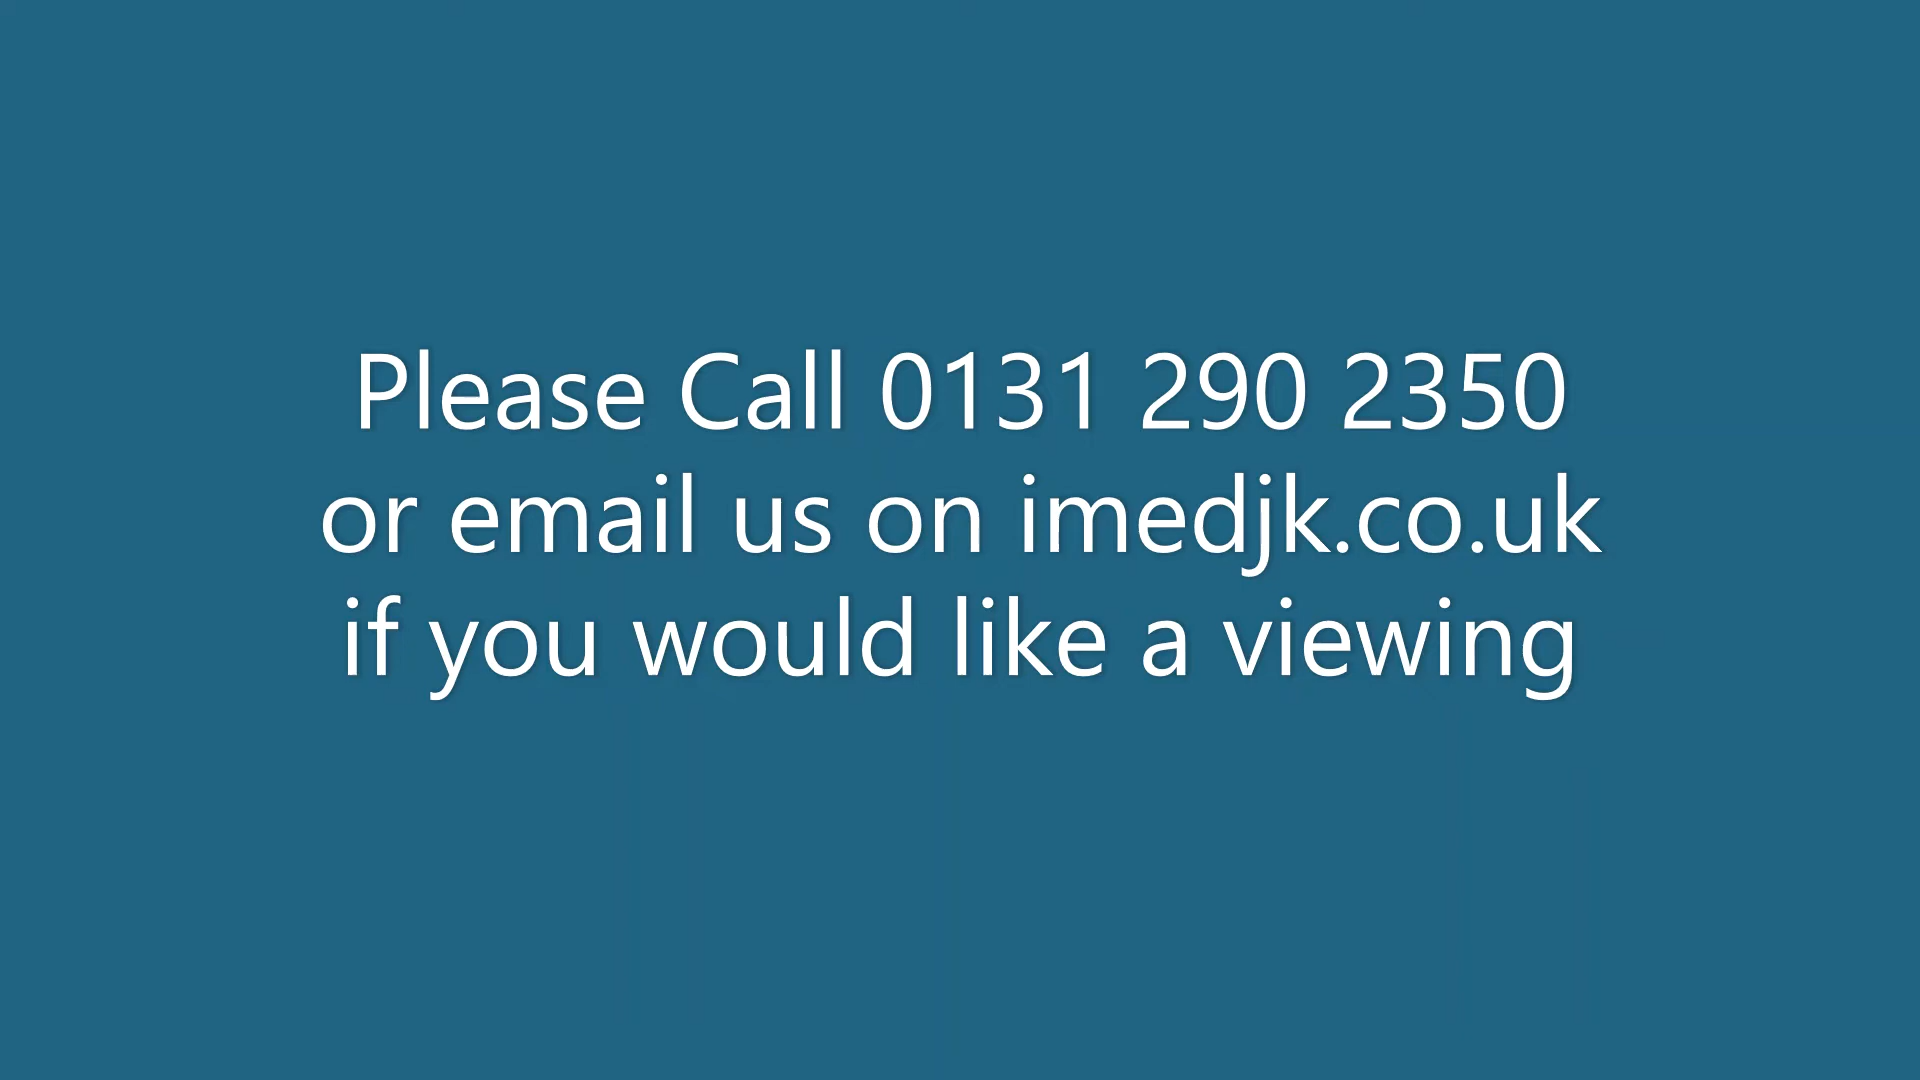 Please Call 0131 290 2350
or email us on imedjk.co.uk
if you would like a viewing